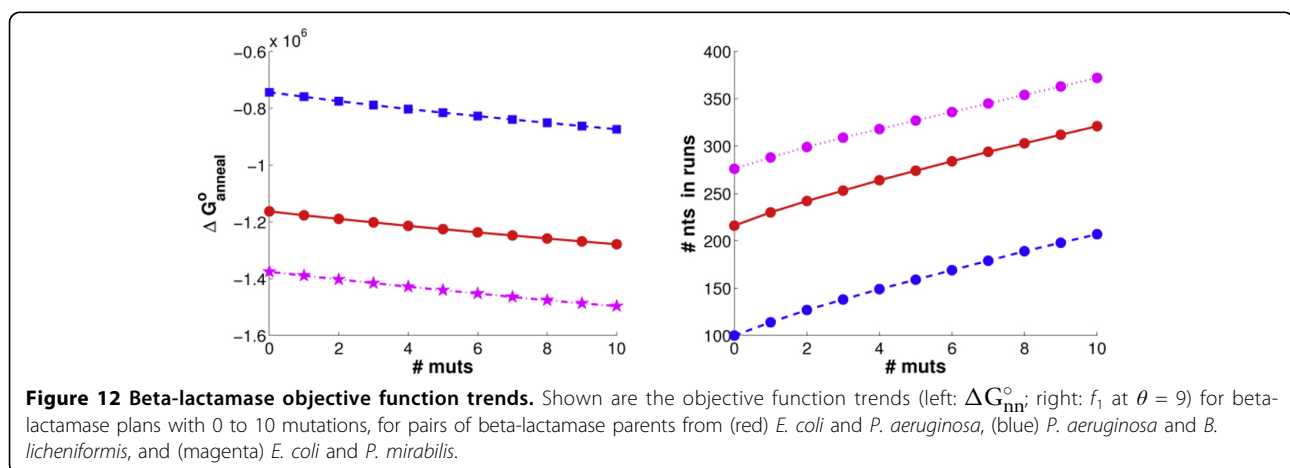 x 10⁶
−0.6
−0.8
−1
−1.2
−1.4
−1.6
0 2 4 6 8 10
# muts
Δ G°anneal
400
350
300
250
200
150
100
0 2 4 6 8 10
# muts
# nts in runs
Figure 12 Beta-lactamase objective function trends. Shown are the objective function trends (left: ΔG°nn; right: f₁ at θ = 9) for beta-
lactamase plans with 0 to 10 mutations, for pairs of beta-lactamase parents from (red) E. coli and P. aeruginosa, (blue) P. aeruginosa and B.
licheniformis, and (magenta) E. coli and P. mirabilis.